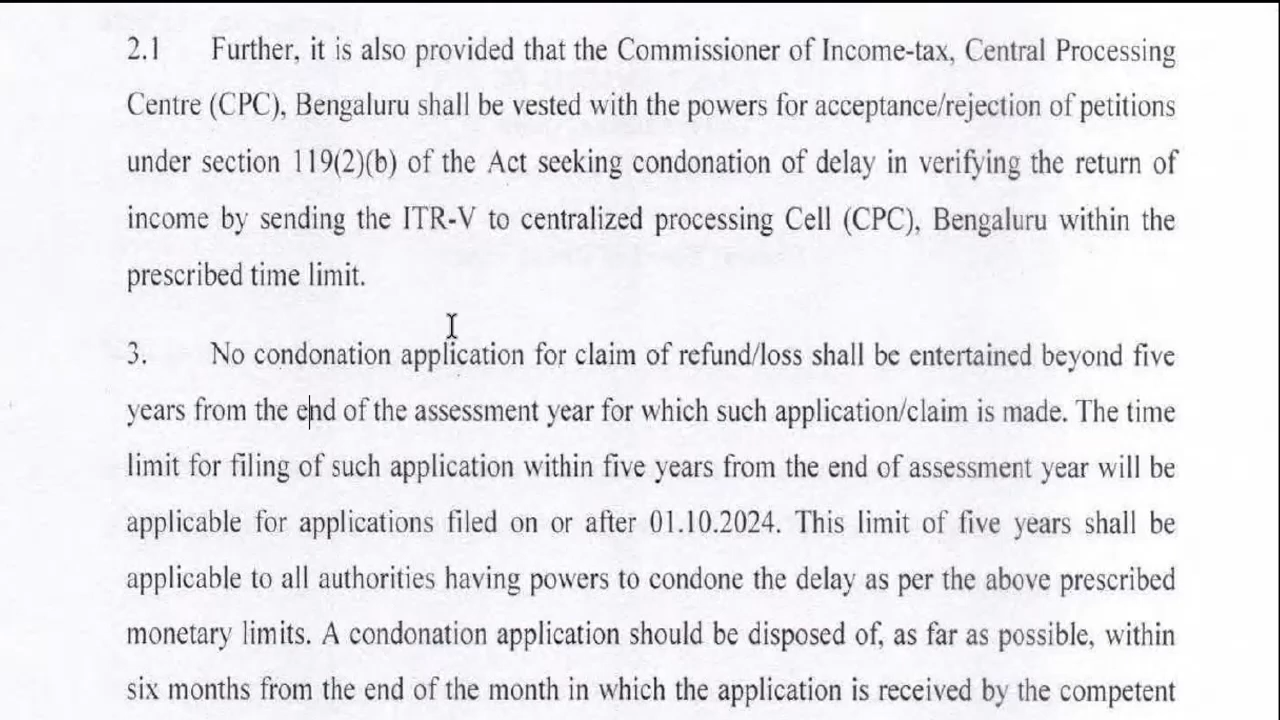 2.1 Further, it is also provided that the Commissioner of Income-tax, Central Processing
Centre (CPC), Bengaluru shall be vested with the powers for acceptance/rejection of petitions
under section 119(2)(b) of the Act seeking condonation of delay in verifying the return of
income by sending the ITR-V to centralized processing Cell (CPC), Bengaluru within the
prescribed time limit.
3. No condonation application for claim of refund/loss shall be entertained beyond five
years from the end of the assessment year for which such application/claim is made. The time
limit for filing of such application within five years from the end of assessment year will be
applicable for applications filed on or after 01.10.2024. This limit of five years shall be
applicable to all authorities having powers to condone the delay as per the above prescribed
monetary limits. A condonation application should be disposed of, as far as possible, within
six months from the end of the month in which the application is received by the competent